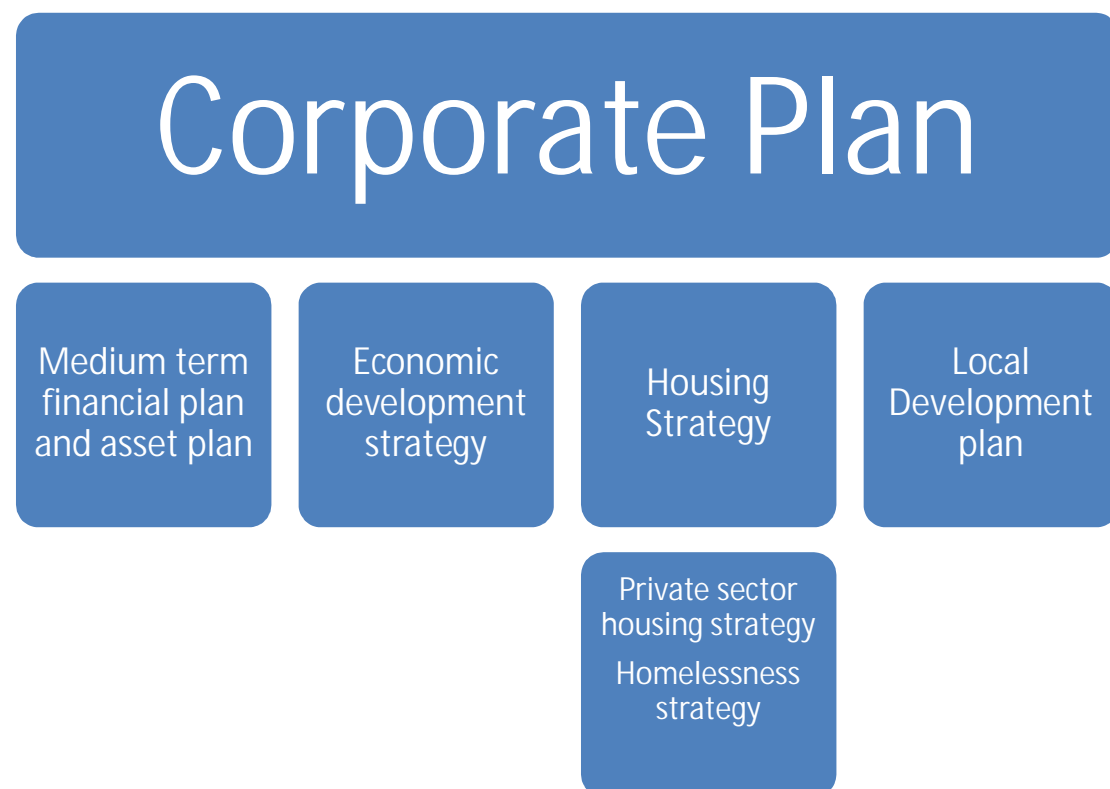 Corporate Plan
Medium term
financial plan
and asset plan
Economic
development
strategy
Housing
Strategy
Local
Development
plan
Private sector
housing strategy
Homelessness
strategy